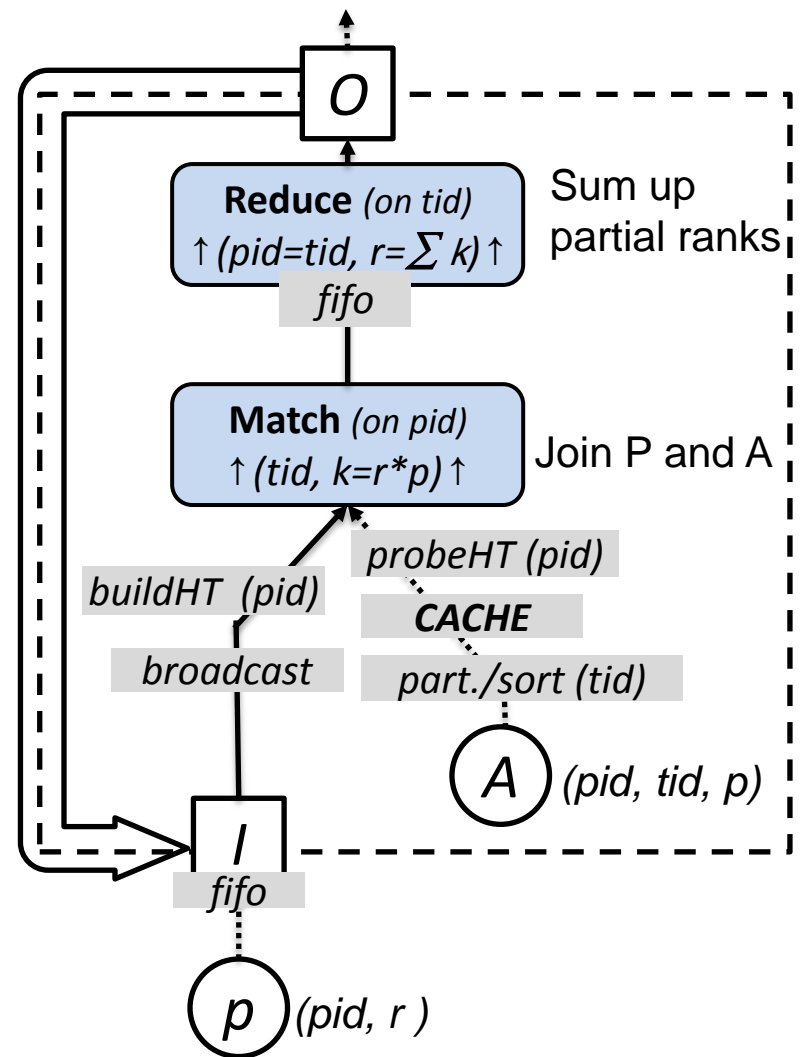 O
Reduce (on tid)
↑(pid=tid, r=∑ k)↑
fifo
Sum up
partial ranks
Match (on pid)
↑(tid, k=r*p)↑
Join P and A
probeHT (pid)
buildHT (pid)
CACHE
broadcast
part./sort (tid)
A
(pid, tid, p)
I
fifo
p
(pid, r )